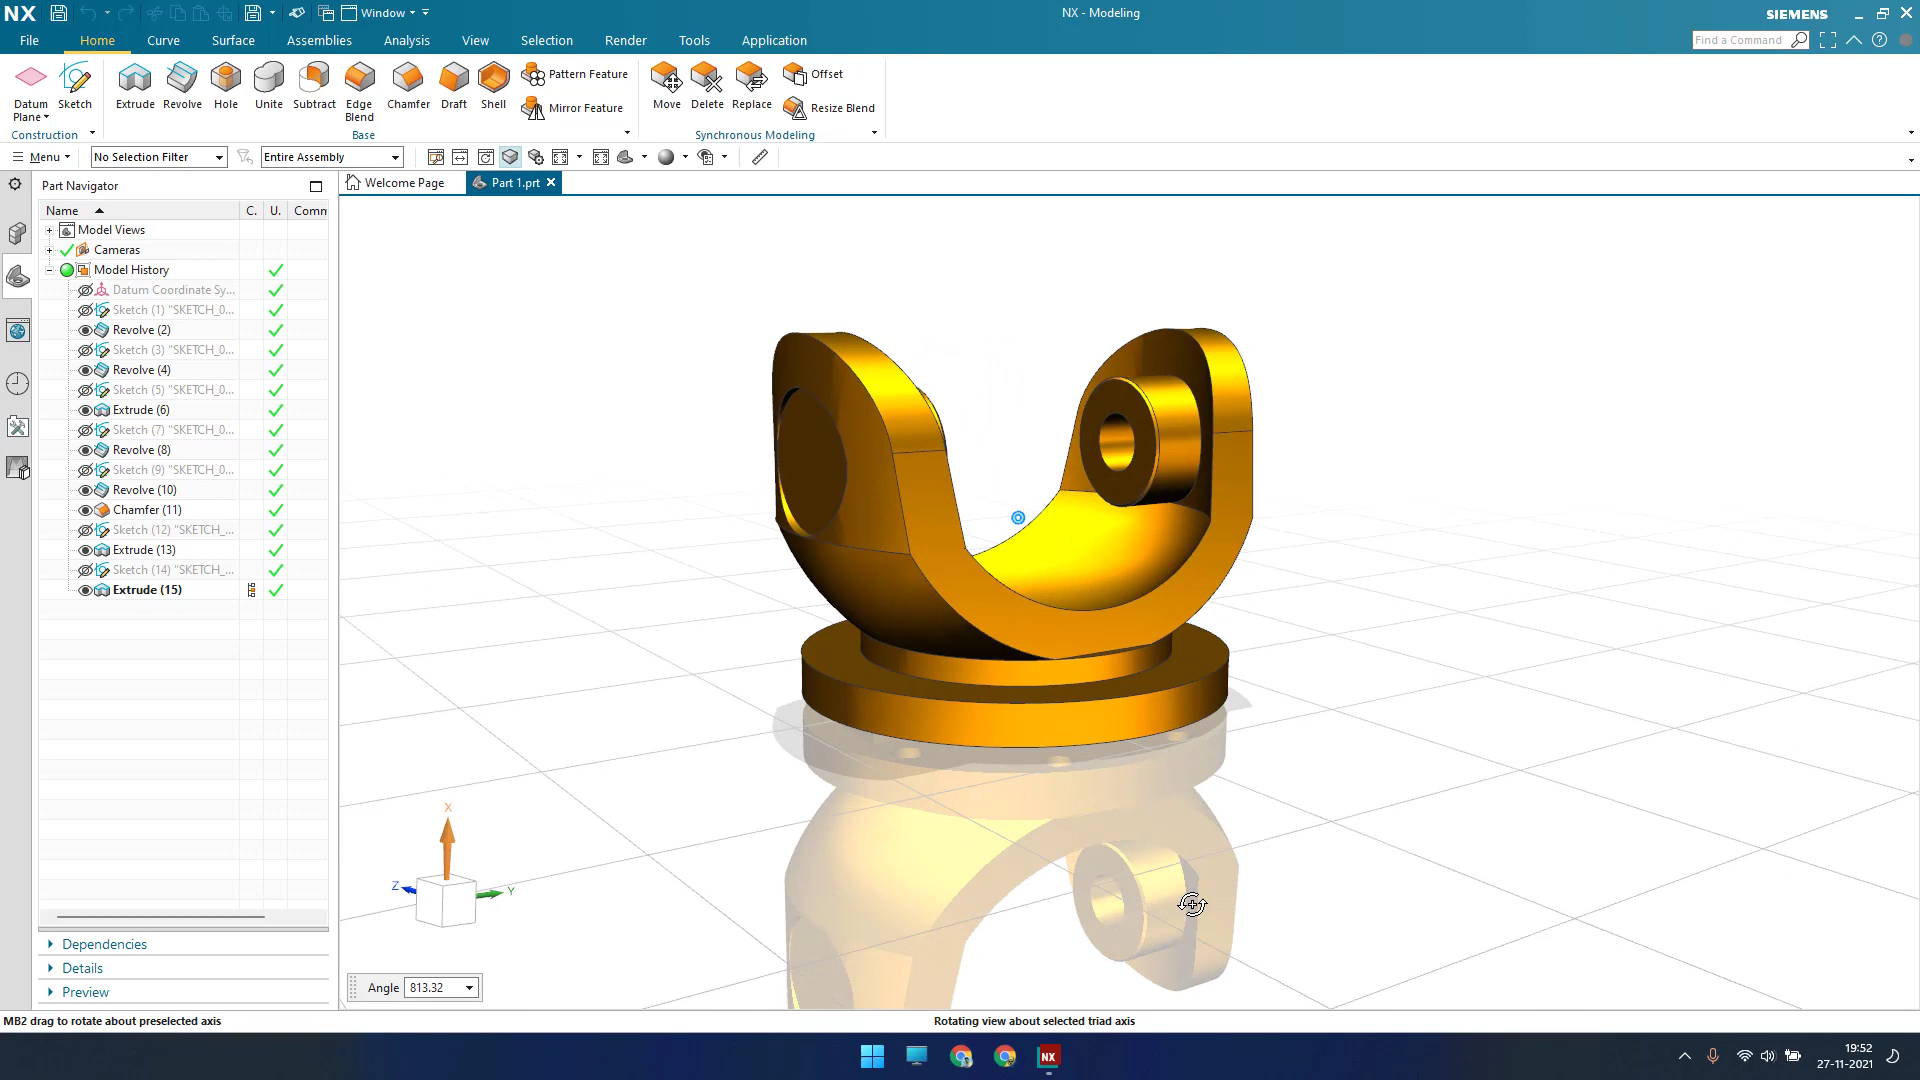 NX Window NX - Modeling SIEMENS
File Home Curve Surface Assemblies Analysis View Selection Render Tools Application Find a Command
Datum Plane Sketch Extrude Revolve Hole Unite Subtract Edge Blend Chamfer Draft Shell Pattern Feature Mirror Feature Move Delete Replace Offset Resize Blend
Construction Base Synchronous Modeling
Menu No Selection Filter Entire Assembly
Part Navigator
Welcome Page Part 1.prt
Name C. U. Comm
Model Views
Cameras
Model History
Datum Coordinate Sy...
Sketch (1) "SKETCH_0...
Revolve (2)
Sketch (3) "SKETCH_0...
Revolve (4)
Sketch (5) "SKETCH_0...
Extrude (6)
Sketch (7) "SKETCH_0...
Revolve (8)
Sketch (9) "SKETCH_0...
Revolve (10)
Chamfer (11)
Sketch (12) "SKETCH_...
Extrude (13)
Sketch (14) "SKETCH_...
Extrude (15)
X
Z
Y
Dependencies
Details
Preview
Angle 813.32
MB2 drag to rotate about preselected axis Rotating view about selected triad axis
NX
19:52
27-11-2021